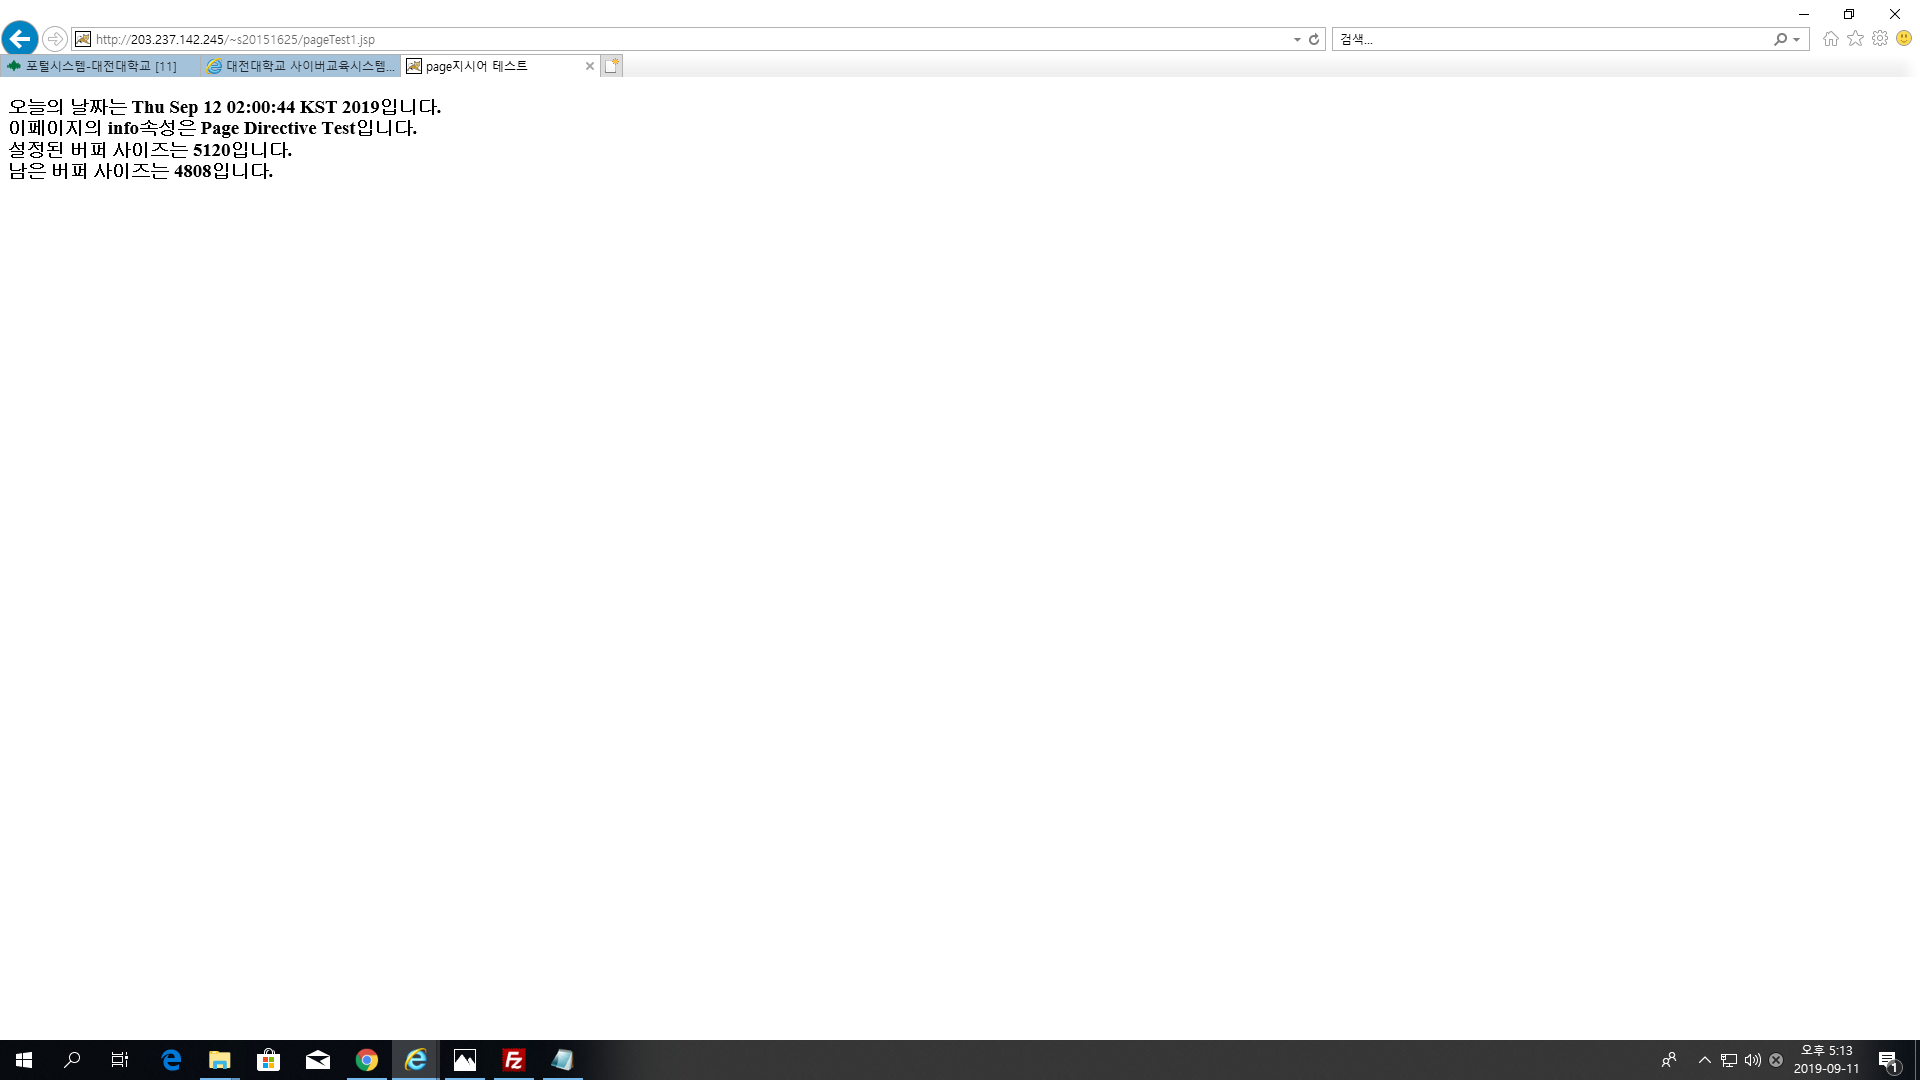 http://203.237.142.245/~s20151625/pageTest1.jsp
검색...
포털시스템-대전대학교 [11]
대전대학교 사이버교육시스템...
page지시어 테스트
오늘의 날짜는 Thu Sep 12 02:00:44 KST 2019입니다.
이페이지의 info속성은 Page Directive Test입니다.
설정된 버퍼 사이즈는 5120입니다.
남은 버퍼 사이즈는 4808입니다.
오후 5:13
2019-09-11
1